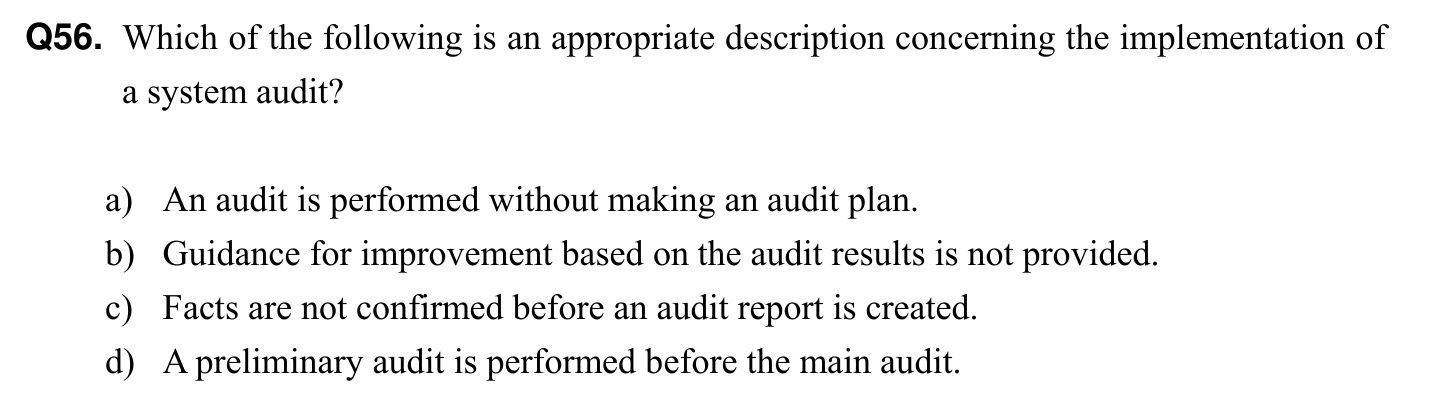 Q56. Which of the following is an appropriate description concerning the implementation of
a system audit?
a) An audit is performed without making an audit plan.
b) Guidance for improvement based on the audit results is not provided.
c) Facts are not confirmed before an audit report is created.
d) A preliminary audit is performed before the main audit.